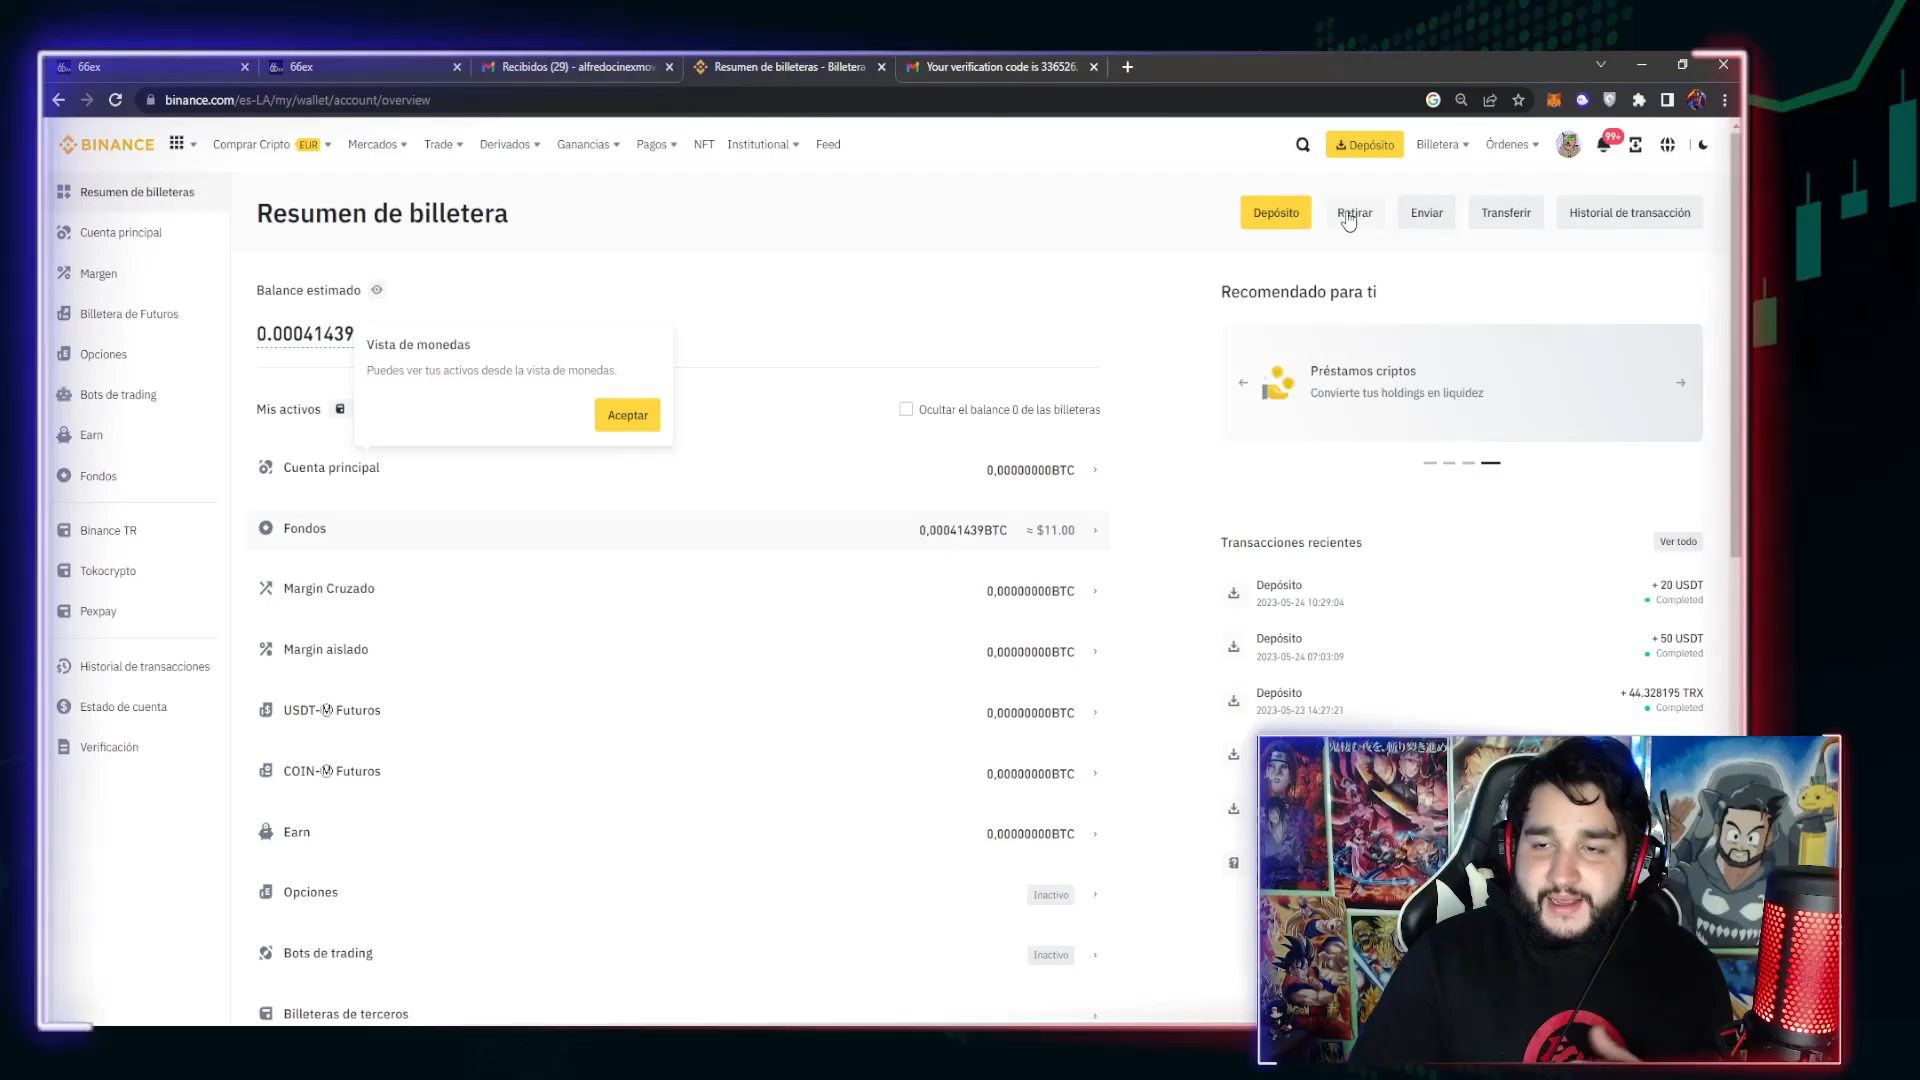 66ex
66ex
Recibidos (29) - alfredocinexmov
Resumen de billeteras - Billetera
Your verification code is 336526
binance.com/es-LA/my/wallet/account/overview
BINANCE
Comprar Cripto EUR
Mercados
Trade
Derivados
Ganancias
Pagos
NFT
Institutional
Feed
Depósito
Billetera
Órdenes
99+
Resumen de billeteras
Cuenta principal
Margen
Billetera de Futuros
Opciones
Bots de trading
Earn
Fondos
Binance TR
Tokocrypto
Pexpay
Historial de transacciones
Estado de cuenta
Verificación
Resumen de billetera
Depósito
Retirar
Enviar
Transferir
Historial de transacción
Balance estimado
0.00041439
Vista de monedas
Puedes ver tus activos desde la vista de monedas.
Aceptar
Mis activos
Ocultar el balance 0 de las billeteras
Cuenta principal 0,00000000BTC
Fondos 0,00041439BTC ≈ $11.00
Margin Cruzado 0,00000000BTC
Margin aislado 0,00000000BTC
USDT-Ⓜ Futuros 0,00000000BTC
COIN-Ⓜ Futuros 0,00000000BTC
Earn 0,00000000BTC
Opciones Inactivo
Bots de trading Inactivo
Billeteras de terceros
Recomendado para ti
Préstamos criptos
Convierte tus holdings en liquidez
Transacciones recientes
Ver todo
Depósito + 20 USDT
2023-05-24 10:29:04 Completed
Depósito + 50 USDT
2023-05-24 07:03:09 Completed
Depósito + 44.328195 TRX
2023-05-23 14:27:21 Completed